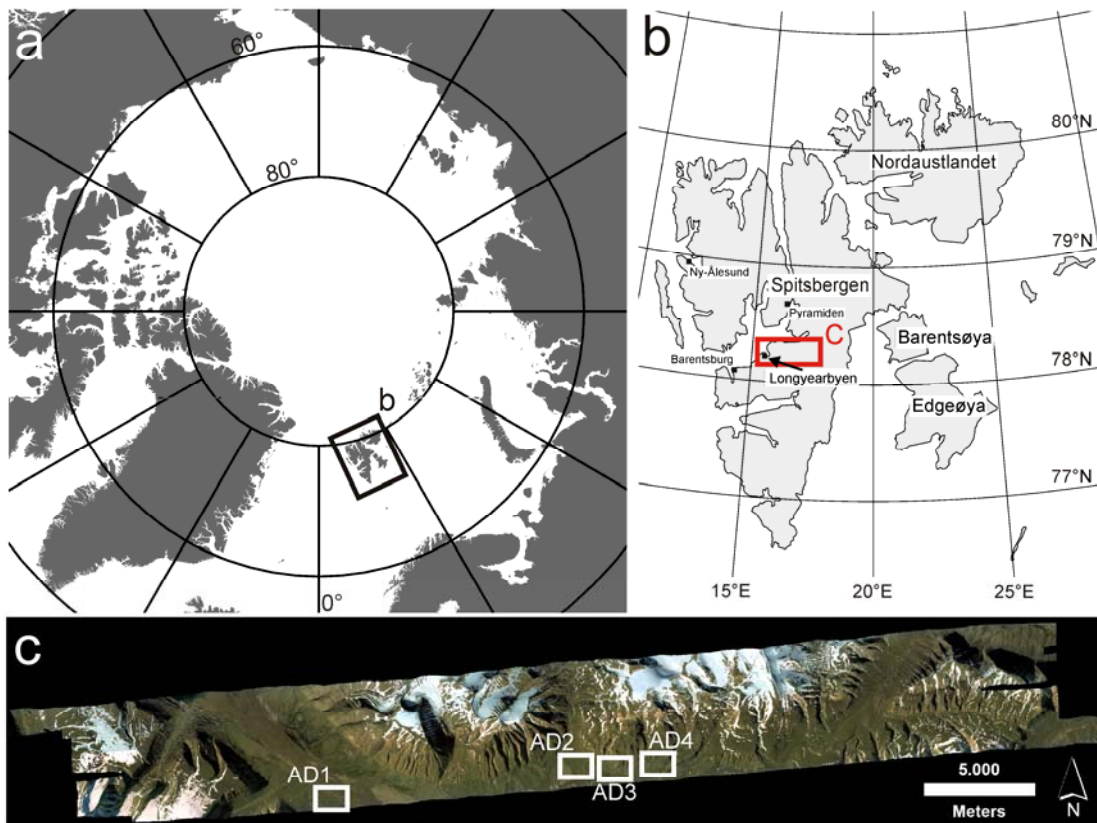 a
60°
80°
b
0°
b
80°N
Nordaustlandet
79°N
Ny-Ålesund
Spitsbergen
Pyramiden
C
Barentsøya
Barentsburg
78°N
Longyearbyen
Edgeøya
77°N
15°E
20°E
25°E
c
AD2
AD4
AD1
AD3
5.000
Meters
N